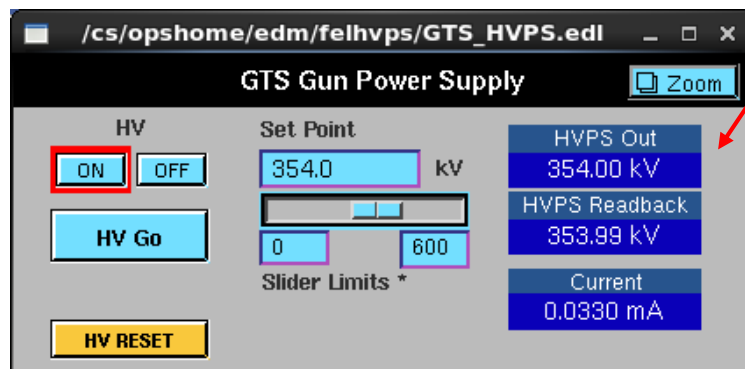 /cs/opshome/edm/felhvps/GTS_HVPS.edl
GTS Gun Power Supply
Zoom
HV
ON OFF
HV Go
HV RESET
Set Point
354.0 kV
0 600
Slider Limits *
HVPS Out
354.00 kV
HVPS Readback
353.99 kV
Current
0.0330 mA